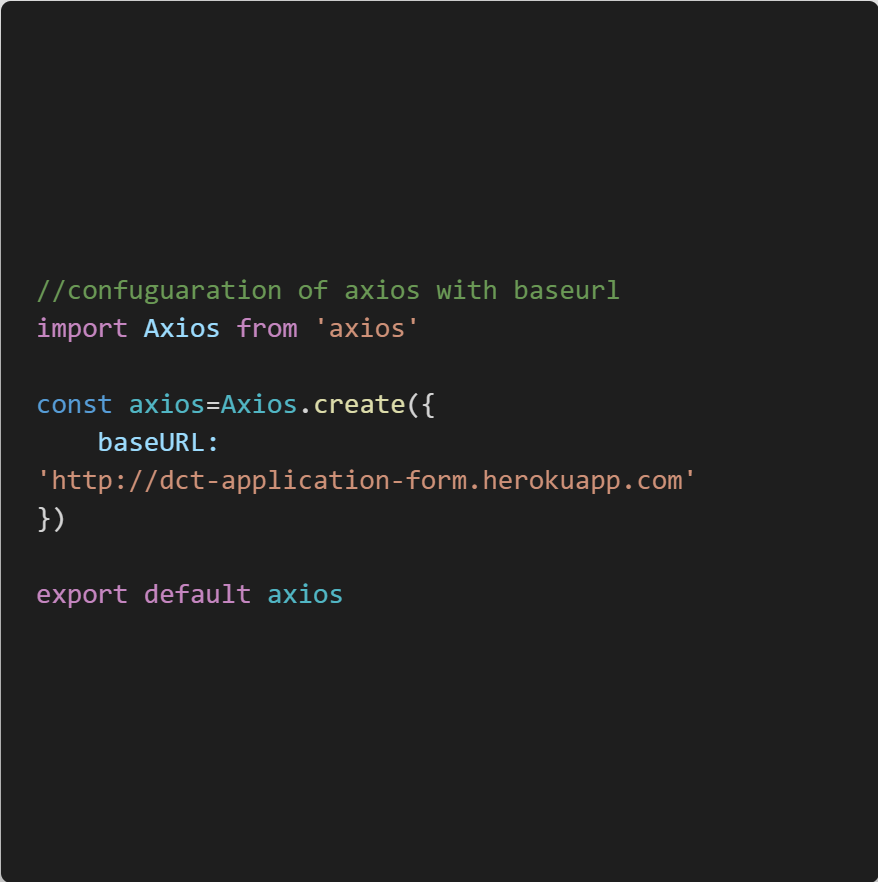 //confuguaration of axios with baseurl
import Axios from 'axios'
const axios=Axios.create({
    baseURL:
'http://dct-application-form.herokuapp.com'
})
export default axios